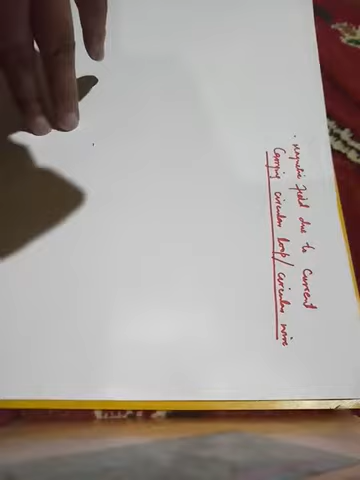 . Magnetic field due to Current
Carrying circular loop/ circular wire